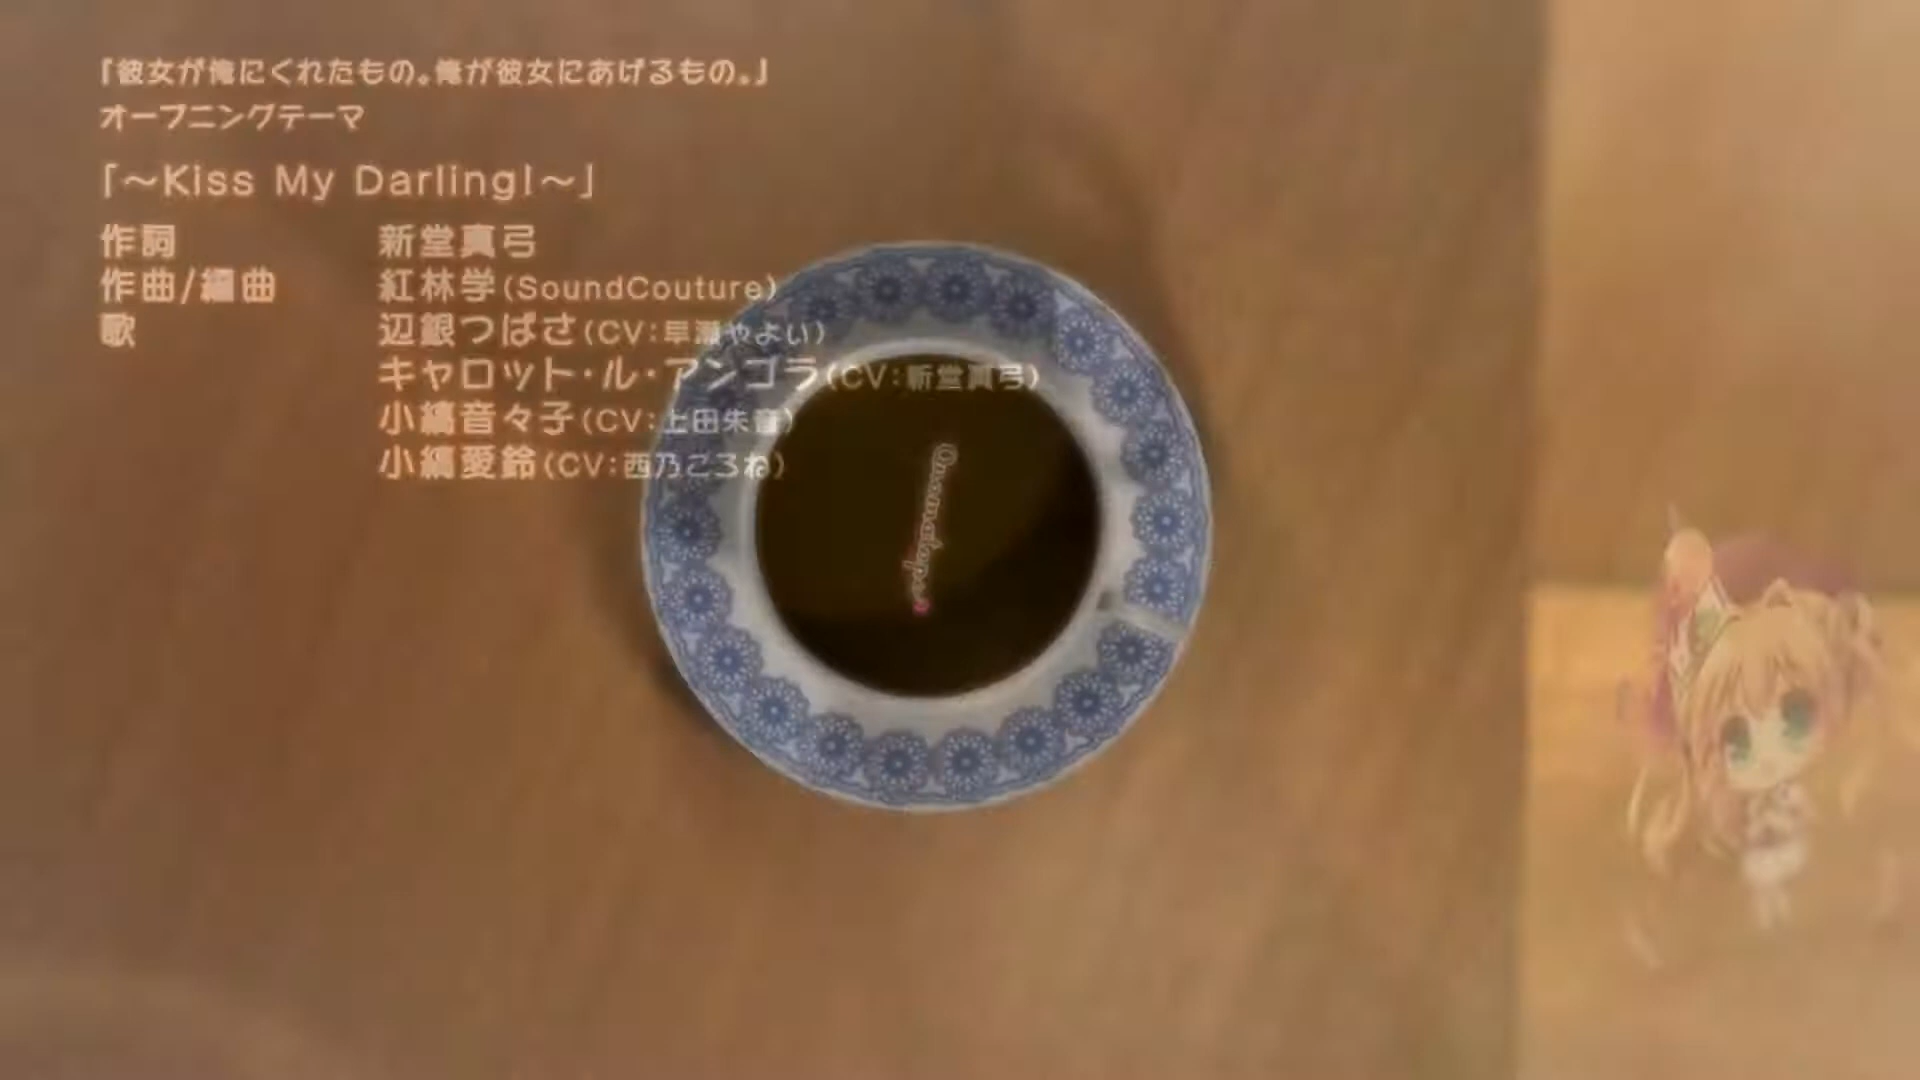 『彼女が俺にくれたもの。俺が彼女にあげるもの。』
オープニングテーマ
「～Kiss My Darling!～」
作詞 新堂真弓
作曲/編曲 紅林学(SoundCouture)
歌 辺銀つばさ(CV:早瀬やよい)
キャロット・ル・アンゴラ(CV:新堂真弓)
小縞音々子(CV:上田朱音)
小縞愛鈴(CV:西乃ころね)
Onomatope*